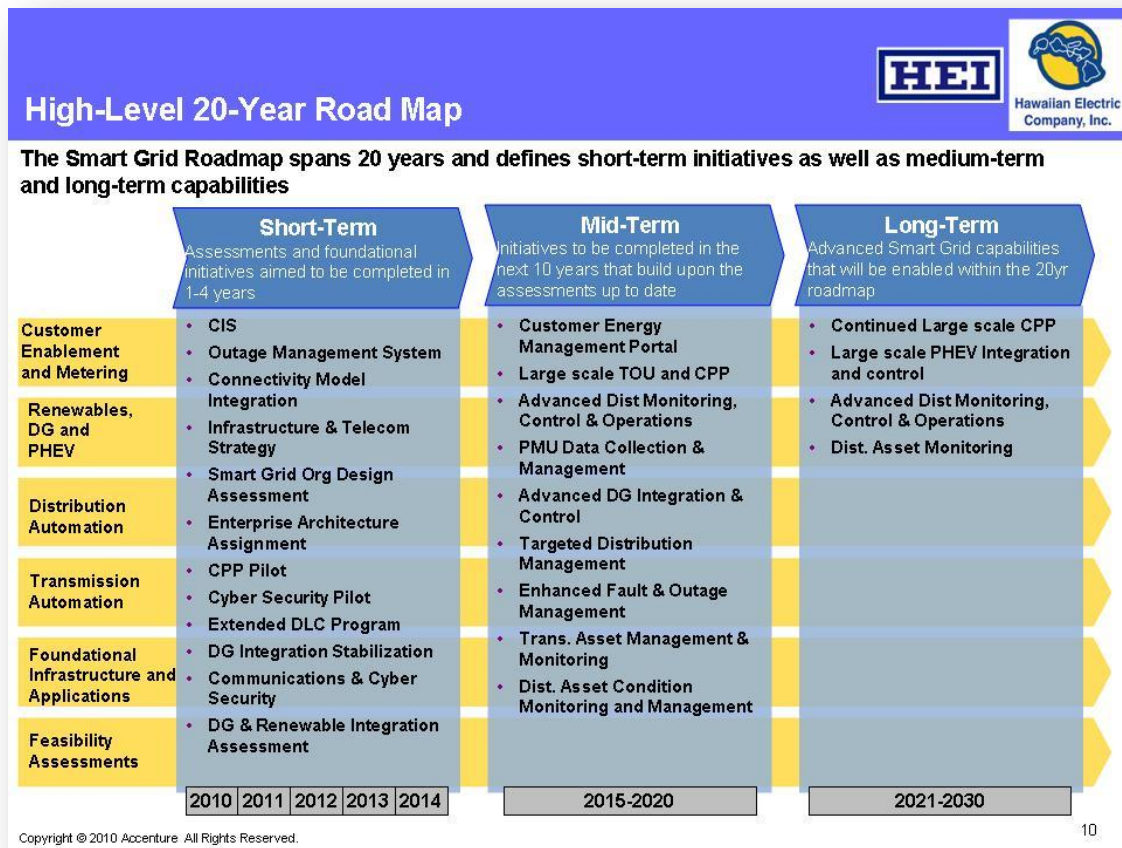 HEI
Hawaiian Electric
Company, Inc.
High-Level 20-Year Road Map
The Smart Grid Roadmap spans 20 years and defines short-term initiatives as well as medium-term
and long-term capabilities
Short-Term
Assessments and foundational
initiatives aimed to be completed in
1-4 years
Mid-Term
Initiatives to be completed in the
next 10 years that build upon the
assessments up to date
Long-Term
Advanced Smart Grid capabilities
that will be enabled within the 20yr
roadmap
Customer
Enablement
and Metering
Renewables,
DG and
PHEV
Distribution
Automation
Transmission
Automation
Foundational
Infrastructure and
Applications
Feasibility
Assessments
• CIS
• Outage Management System
• Connectivity Model
Integration
• Infrastructure & Telecom
Strategy
• Smart Grid Org Design
Assessment
• Enterprise Architecture
Assignment
• CPP Pilot
• Cyber Security Pilot
• Extended DLC Program
• DG Integration Stabilization
• Communications & Cyber
Security
• DG & Renewable Integration
Assessment
• Customer Energy
Management Portal
• Large scale TOU and CPP
• Advanced Dist Monitoring,
Control & Operations
• PMU Data Collection &
Management
• Advanced DG Integration &
Control
• Targeted Distribution
Management
• Enhanced Fault & Outage
Management
• Trans. Asset Management &
Monitoring
• Dist. Asset Condition
Monitoring and Management
• Continued Large scale CPP
• Large scale PHEV Integration
and control
• Advanced Dist Monitoring,
Control & Operations
• Dist. Asset Monitoring
2010 2011 2012 2013 2014
2015-2020
2021-2030
Copyright © 2010 Accenture All Rights Reserved.
10